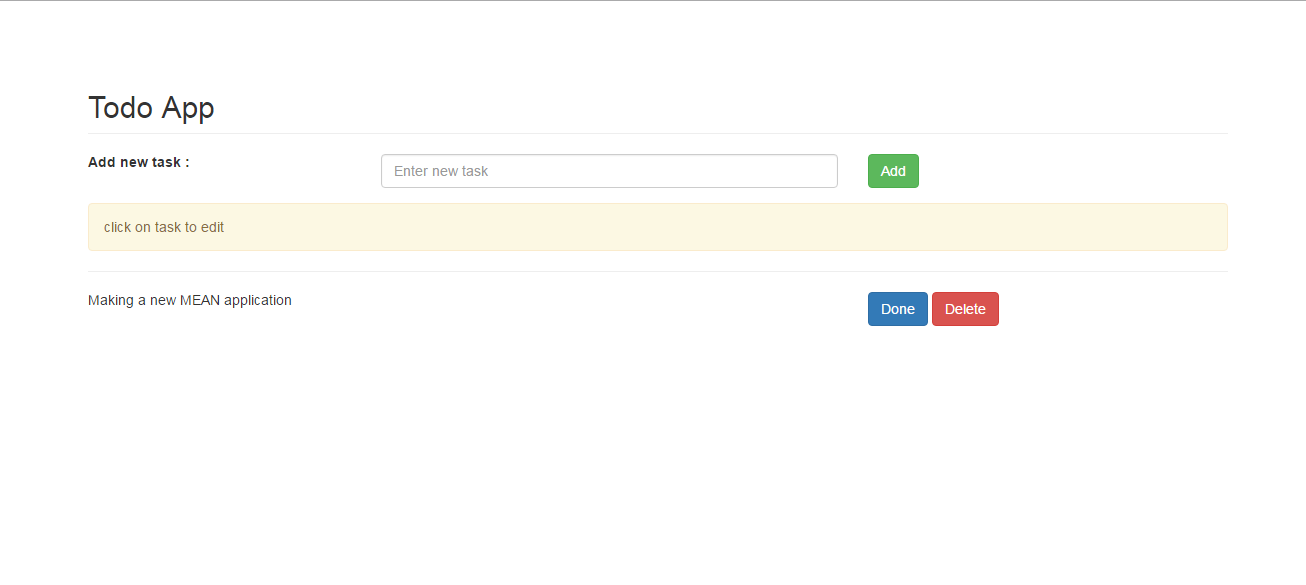 Todo App
Add new task :
Enter new task
Add
click on task to edit
Making a new MEAN application
Done
Delete